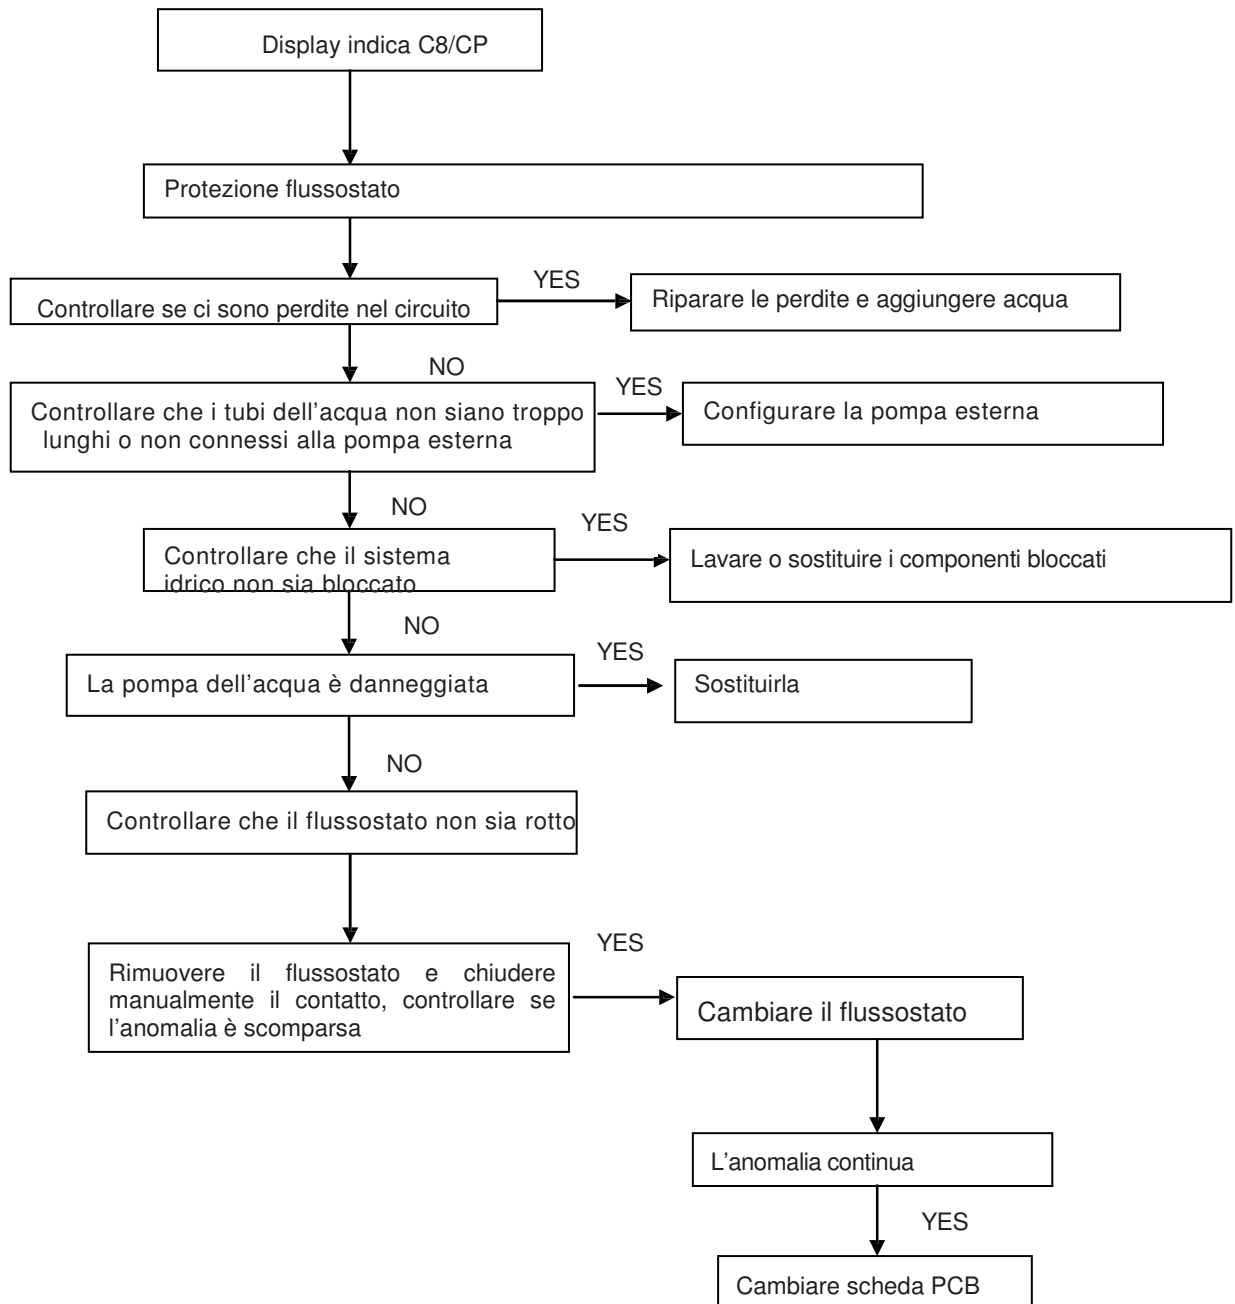 Display indica C8/CP
Protezione flussostato
Controllare se ci sono perdite nel circuito
YES
Riparare le perdite e aggiungere acqua
NO
Controllare che i tubi dell'acqua non siano troppo
lunghi o non connessi alla pompa esterna
YES
Configurare la pompa esterna
NO
Controllare che il sistema
idrico non sia bloccato
YES
Lavare o sostituire i componenti bloccati
NO
La pompa dell'acqua è danneggiata
YES
Sostituirla
NO
Controllare che il flussostato non sia rotto
Rimuovere il flussostato e chiudere
manualmente il contatto, controllare se
l'anomalia è scomparsa
YES
Cambiare il flussostato
L'anomalia continua
YES
Cambiare scheda PCB